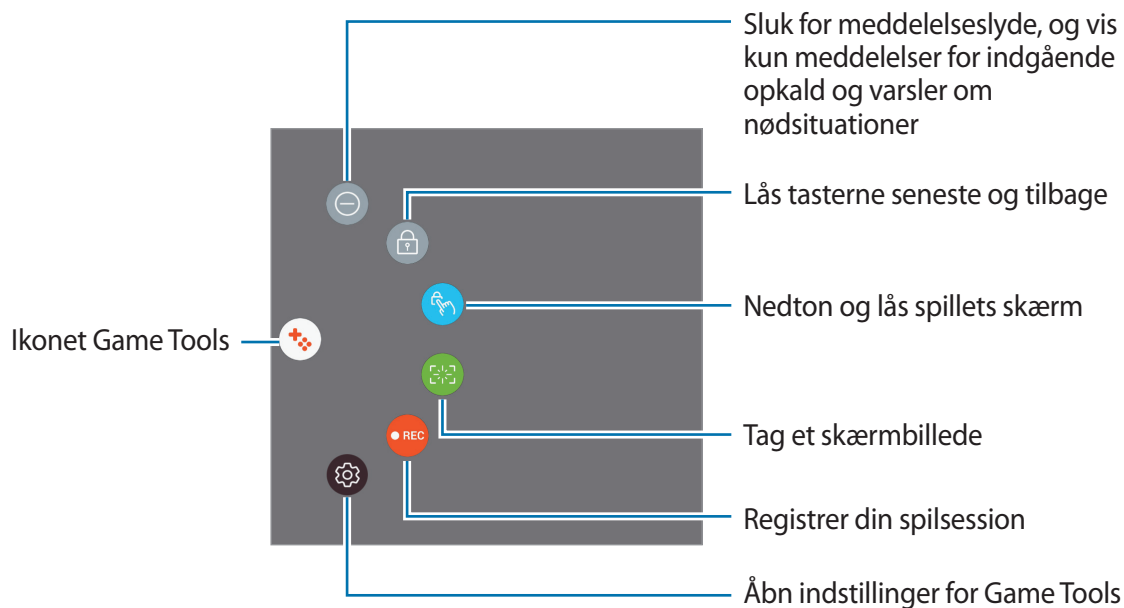 Sluk for meddelelseslyde, og vis
kun meddelelser for indgående
opkald og varsler om
nødsituationer
Lås tasterne seneste og tilbage
Nedton og lås spillets skærm
Ikonet Game Tools
Tag et skærmbillede
REC
Registrer din spilsession
Åbn indstillinger for Game Tools